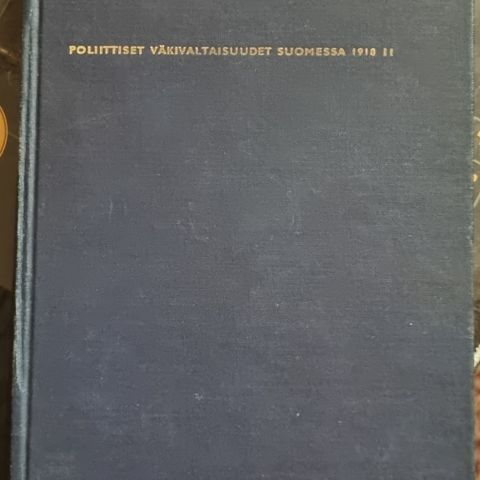 POLIITTISET VÄKIVALTAISUUDET SUOMESSA 1918 II